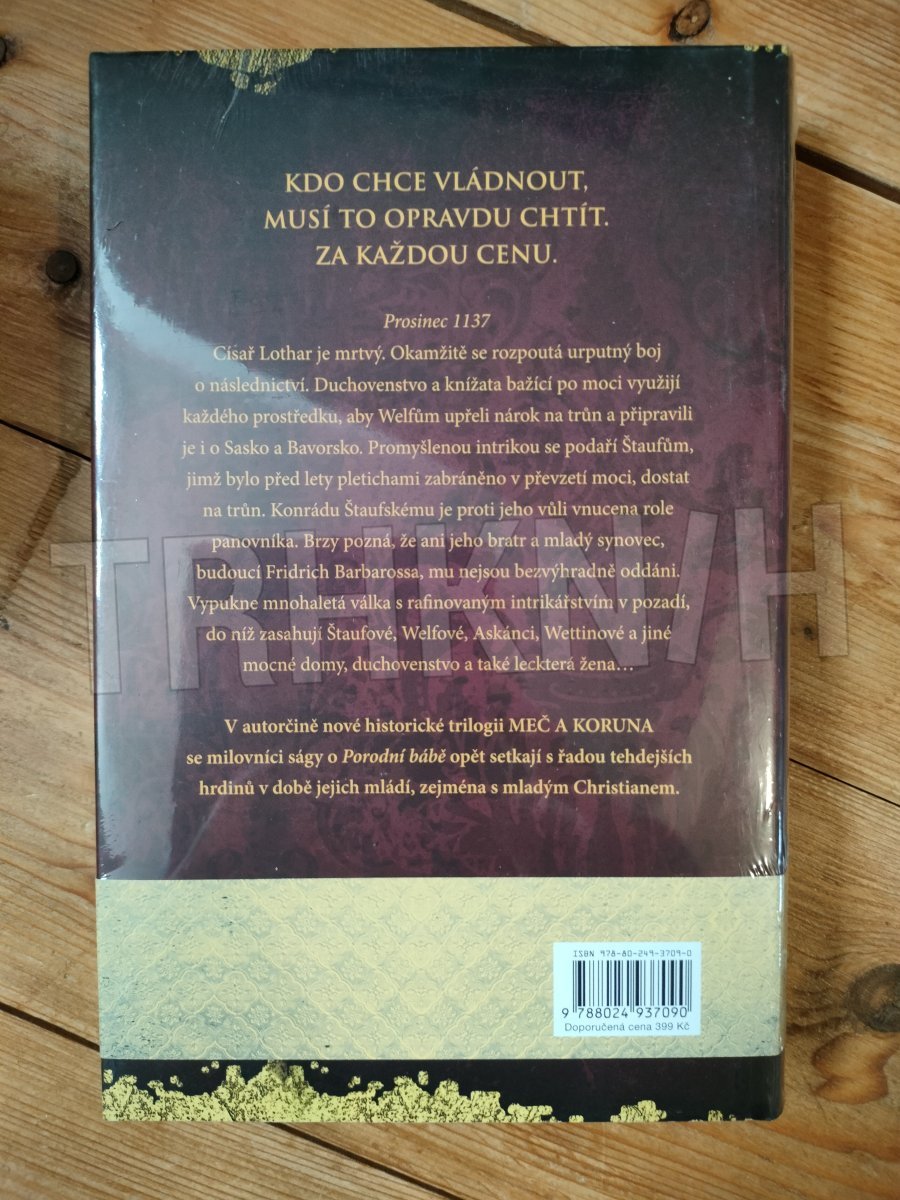 KDO CHCE VLÁDNOUT,
MUSÍ TO OPRAVDU CHTÍT.
ZA KAŽDOU CENU.
Prosinec 1137
Císař Lothar je mrtvý. Okamžitě se rozpoutá urputný boj
o následnictví. Duchovenstvo a knížata bažící po moci využijí
každého prostředku, aby Welfům upřeli nárok na trůn a připravili
je i o Sasko a Bavorsko. Promyšlenou intrikou se podaří Štaufům,
jimž bylo před lety pletichami zabráněno v převzetí moci, dostat
na trůn. Konrádu Štaufskému je proti jeho vůli vnucena role
panovníka. Brzy pozná, že ani jeho bratr a mladý synovec,
budoucí Fridrich Barbarossa, mu nejsou bezvýhradně oddáni.
Vypukne mnohaletá válka s rafinovaným intrikářstvím v pozadí,
do níž zasahují Štaufové, Welfové, Askánci, Wettinové a jiné
mocné domy, duchovenstvo a také leckterá žena…
V autorčině nové historické trilogii MEČ A KORUNA
se milovníci ságy o Porodní bábě opět setkají s řadou tehdejších
hrdinů v době jejich mládí, zejména s mladým Christianem.
TRHKNIH
ISBN 978-80-249-3709-0
9 788024 937090
Doporučená cena 399 Kč